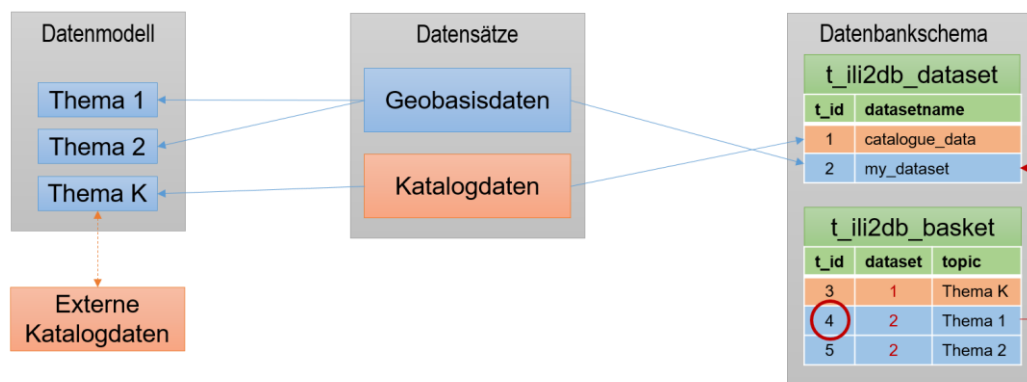 Datenmodell
Thema 1
Thema 2
Thema K
Externe
Katalogdaten
Datensätze
Geobasisdaten
Katalogdaten
Datenbankschema
t_ili2db_dataset
t_id datasetname
1 catalogue_data
2 my_dataset
t_ili2db_basket
t_id dataset topic
3 1 Thema K
4 2 Thema 1
5 2 Thema 2